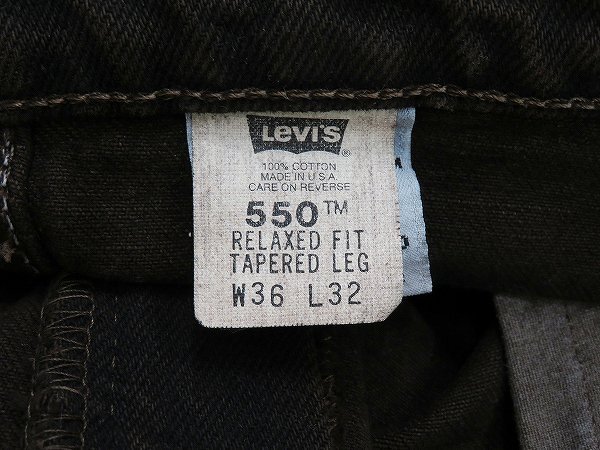 Levi's ®
100% COTTON
MADE IN U.S.A
CARE ON REVERSE
550™
RELAXED FIT
TAPERED LEG
W36 L32